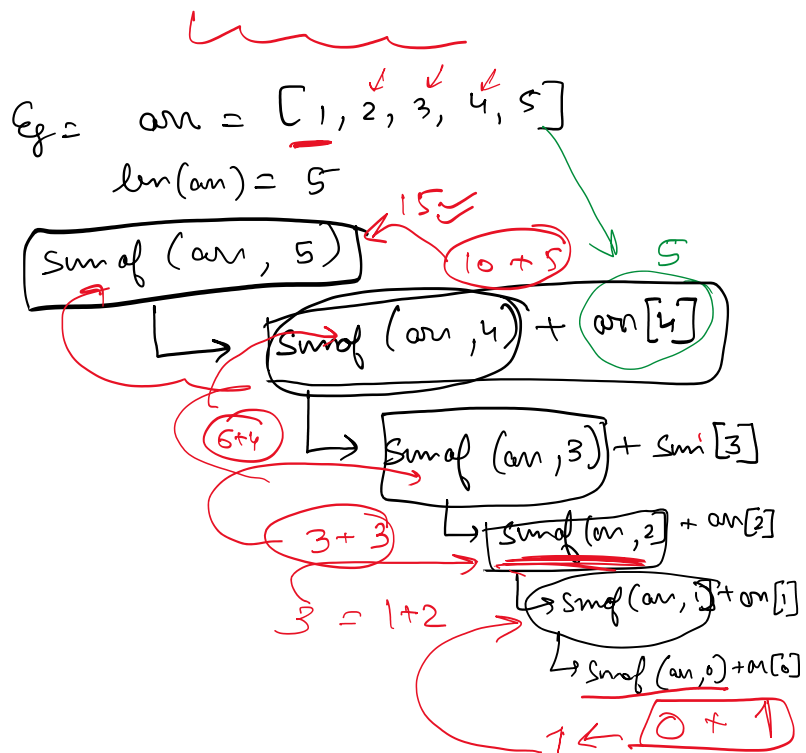 Eg = arr = [1, 2, 3, 4, 5]
len(arr) = 5
15
sumof (arr, 5)
10 + 5
5
sumof (arr, 4) + arr[4]
6+4
sumof (arr, 3) + sum [3]
3 + 3
sumof (arr, 2) + arr[2]
3 = 1+2
sumof (arr, 1) + arr[1]
sumof (arr, 0) + arr[0]
1 ← 0 + 1